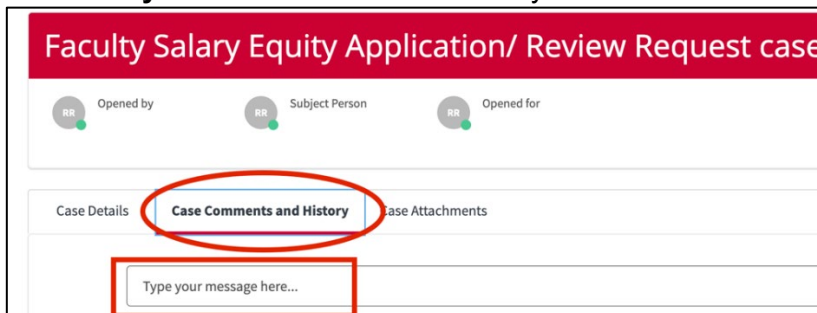 Faculty Salary Equity Application/ Review Request case
RR Opened by RR Subject Person RR Opened for
Case Details Case Comments and History Case Attachments
Type your message here...